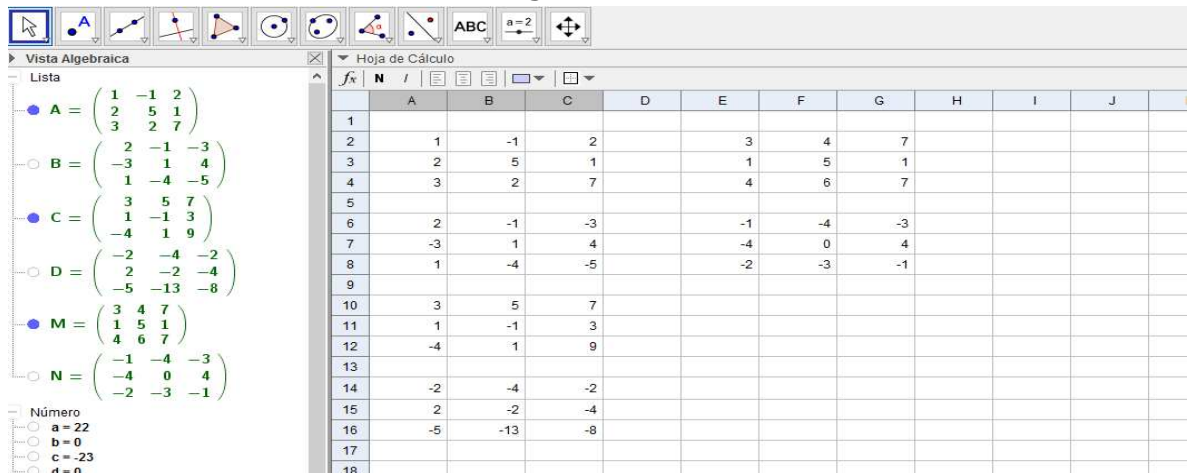 A ABC a=2
Vista Algebraica
Hoja de Cálculo
Lista
fx N I
A B C D E F G H I J
A = ( 1 −1 2
2 5 1
3 2 7 )
B = ( 2 −1 −3
−3 1 4
1 −4 −5 )
C = ( 3 5 7
1 −1 3
−4 1 9 )
D = ( −2 −4 −2
2 −2 −4
−5 −13 −8 )
M = ( 3 4 7
1 5 1
4 6 7 )
N = ( −1 −4 −3
−4 0 4
−2 −3 −1 )
Número
a = 22
b = 0
c = -23
d = 0
1
2 1 -1 2 3 4 7
3 2 5 1 1 5 1
4 3 2 7 4 6 7
5
6 2 -1 -3 -1 -4 -3
7 -3 1 4 -4 0 4
8 1 -4 -5 -2 -3 -1
9
10 3 5 7
11 1 -1 3
12 -4 1 9
13
14 -2 -4 -2
15 2 -2 -4
16 -5 -13 -8
17
18